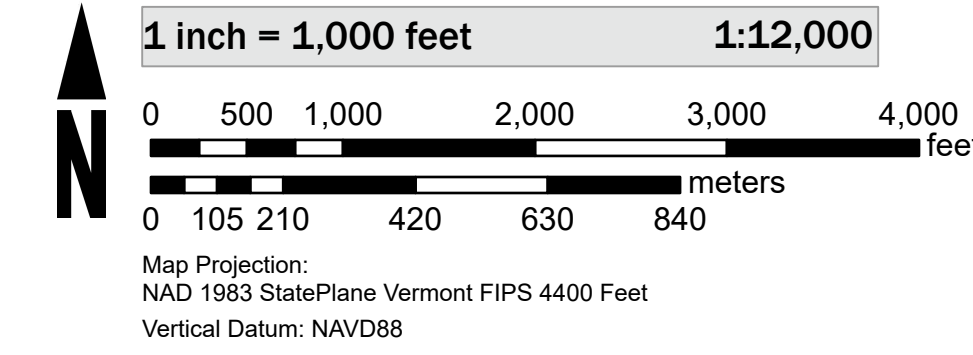 1 inch = 1,000 feet 1:12,000
0 500 1,000 2,000 3,000 4,000
feet
meters
0 105 210 420 630 840
N
Map Projection:
NAD 1983 StatePlane Vermont FIPS 4400 Feet
Vertical Datum: NAVD88